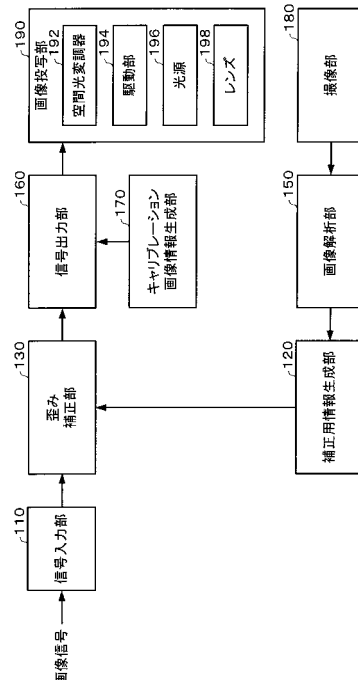 画像信号
110
信号入力部
130
歪み
補正部
160
信号出力部
170
キャリブレーション
画像情報生成部
190
画像投写部
192
空間光変調器
194
駆動部
196
光源
198
レンズ
120
補正用情報生成部
150
画像解析部
180
撮像部